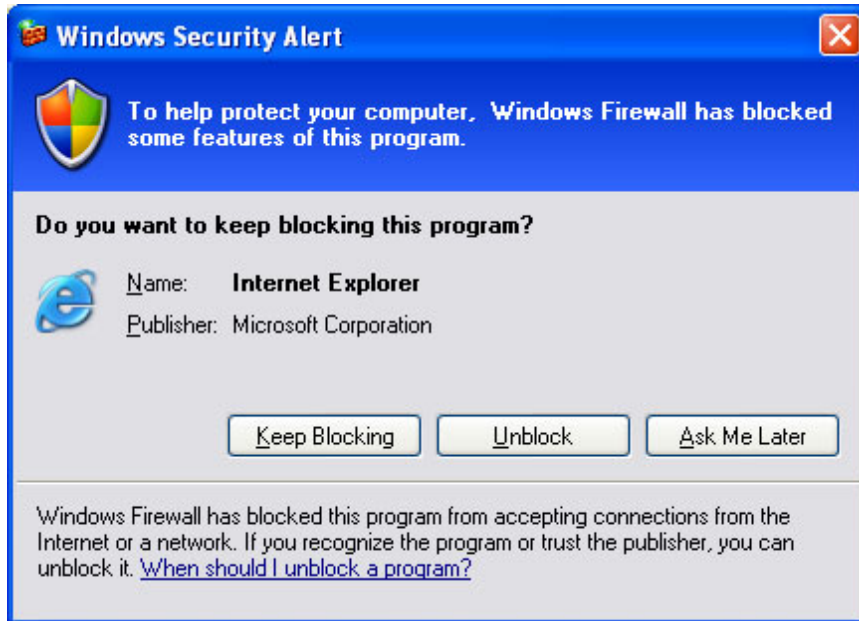 Windows Security Alert
To help protect your computer, Windows Firewall has blocked
some features of this program.
Do you want to keep blocking this program?
Name: Internet Explorer
Publisher: Microsoft Corporation
Keep Blocking Unblock Ask Me Later
Windows Firewall has blocked this program from accepting connections from the
Internet or a network. If you recognize the program or trust the publisher, you can
unblock it. When should I unblock a program?